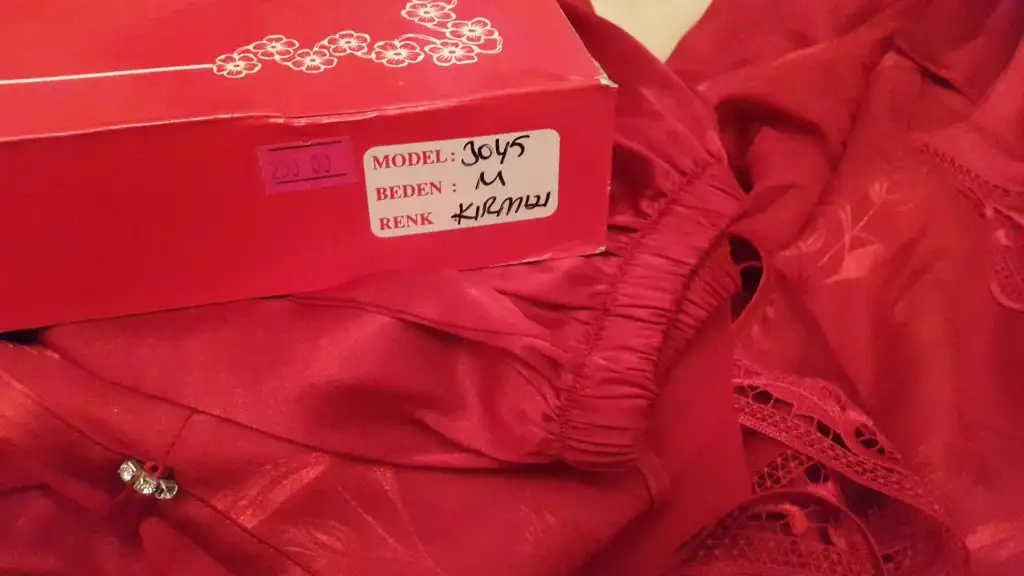 250.00
MODEL: 3045
BEDEN : M
RENK KIRMIZI